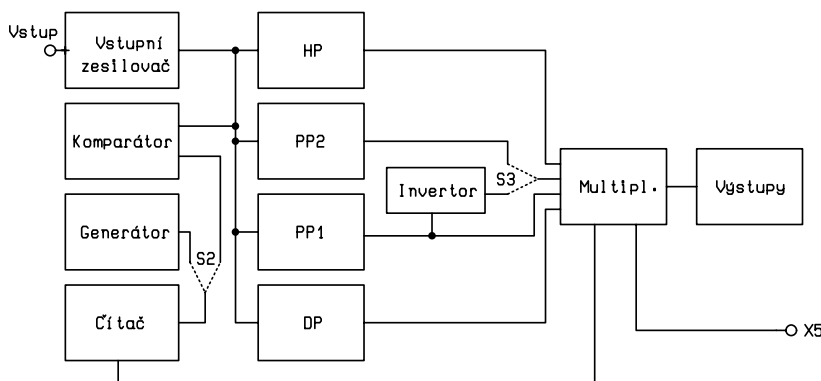 Vstup
Vstupní
zesilovač
HP
Komparátor
PP2
Invertor
S3
Multipl.
Výstupy
Generátor
S2
PP1
Čítač
DP
X5